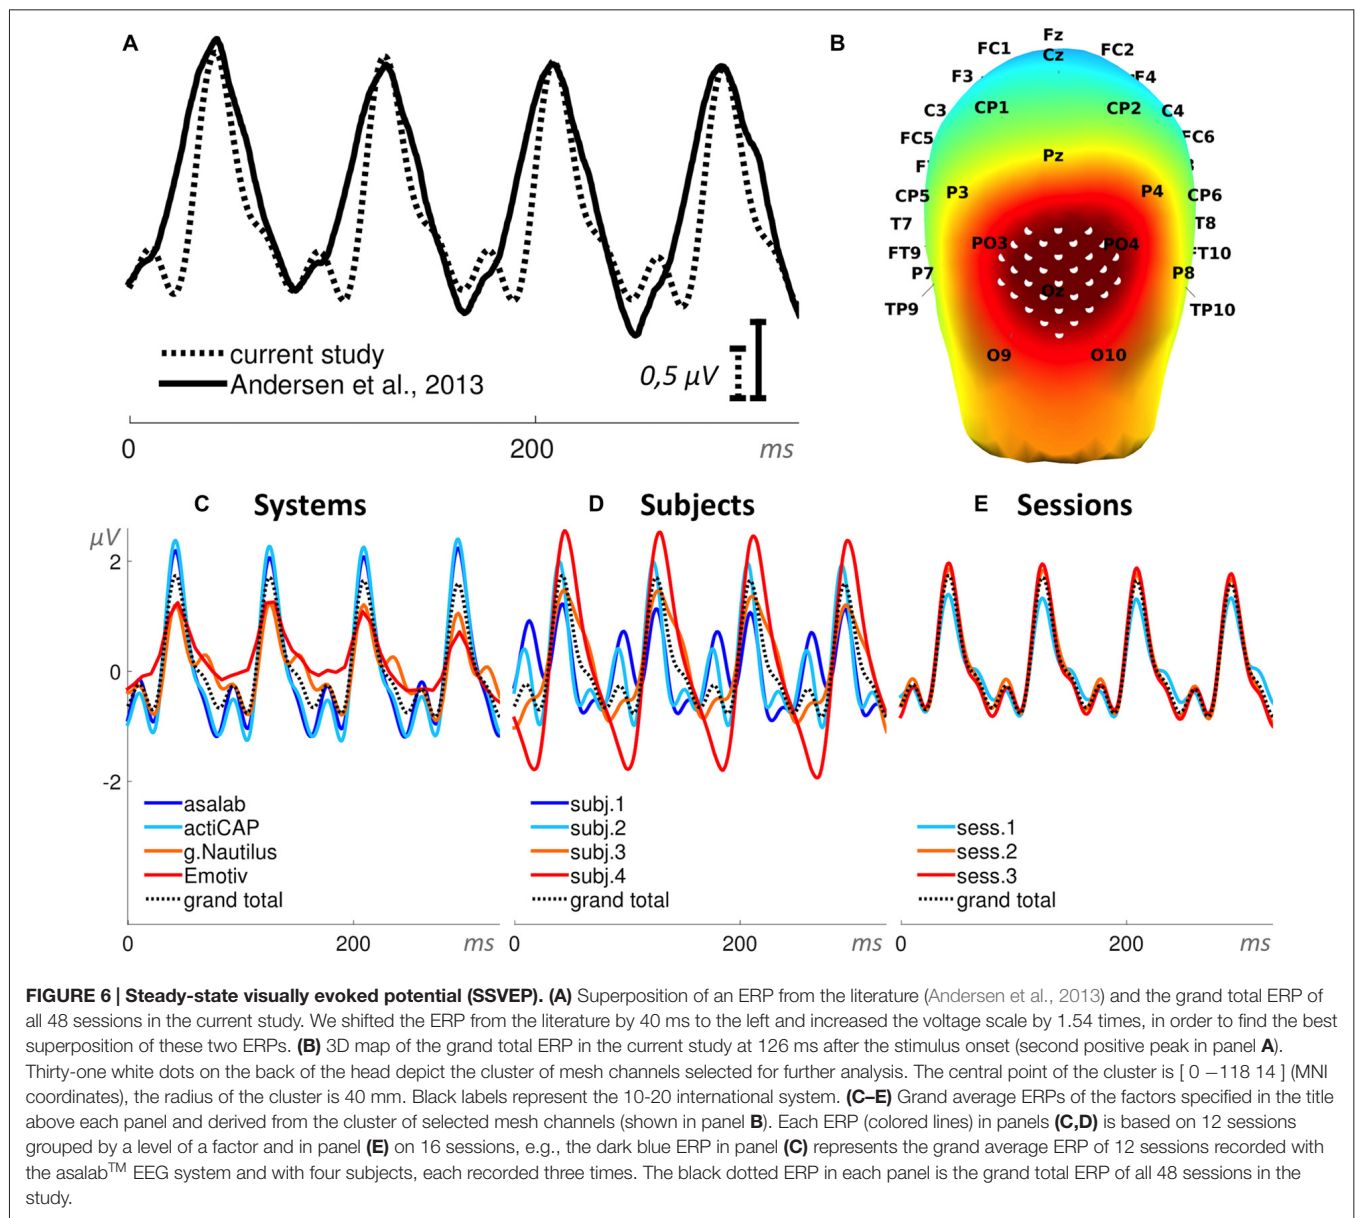 A
current study
Andersen et al., 2013
0,5 μV
0
200
ms
B
Fz
FC1
FC2
Cz
F3
F4
C3
CP1
CP2
C4
FC5
FC6
Pz
CP5
P3
P4
CP6
T7
T8
PO3
PO4
FT9
FT10
P7
P8
Oz
TP9
TP10
O9
O10
C
Systems
μV
2
0
-2
asalab
actiCAP
g.Nautilus
Emotiv
grand total
0
200
ms
D
Subjects
subj.1
subj.2
subj.3
subj.4
grand total
0
200
ms
E
Sessions
sess.1
sess.2
sess.3
grand total
0
200
ms
FIGURE 6 | Steady-state visually evoked potential (SSVEP). (A) Superposition of an ERP from the literature (Andersen et al., 2013) and the grand total ERP of
all 48 sessions in the current study. We shifted the ERP from the literature by 40 ms to the left and increased the voltage scale by 1.54 times, in order to find the best
superposition of these two ERPs. (B) 3D map of the grand total ERP in the current study at 126 ms after the stimulus onset (second positive peak in panel A).
Thirty-one white dots on the back of the head depict the cluster of mesh channels selected for further analysis. The central point of the cluster is [ 0 −118 14 ] (MNI
coordinates), the radius of the cluster is 40 mm. Black labels represent the 10-20 international system. (C–E) Grand average ERPs of the factors specified in the title
above each panel and derived from the cluster of selected mesh channels (shown in panel B). Each ERP (colored lines) in panels (C,D) is based on 12 sessions
grouped by a level of a factor and in panel (E) on 16 sessions, e.g., the dark blue ERP in panel (C) represents the grand average ERP of 12 sessions recorded with
the asalab™ EEG system and with four subjects, each recorded three times. The black dotted ERP in each panel is the grand total ERP of all 48 sessions in the
study.